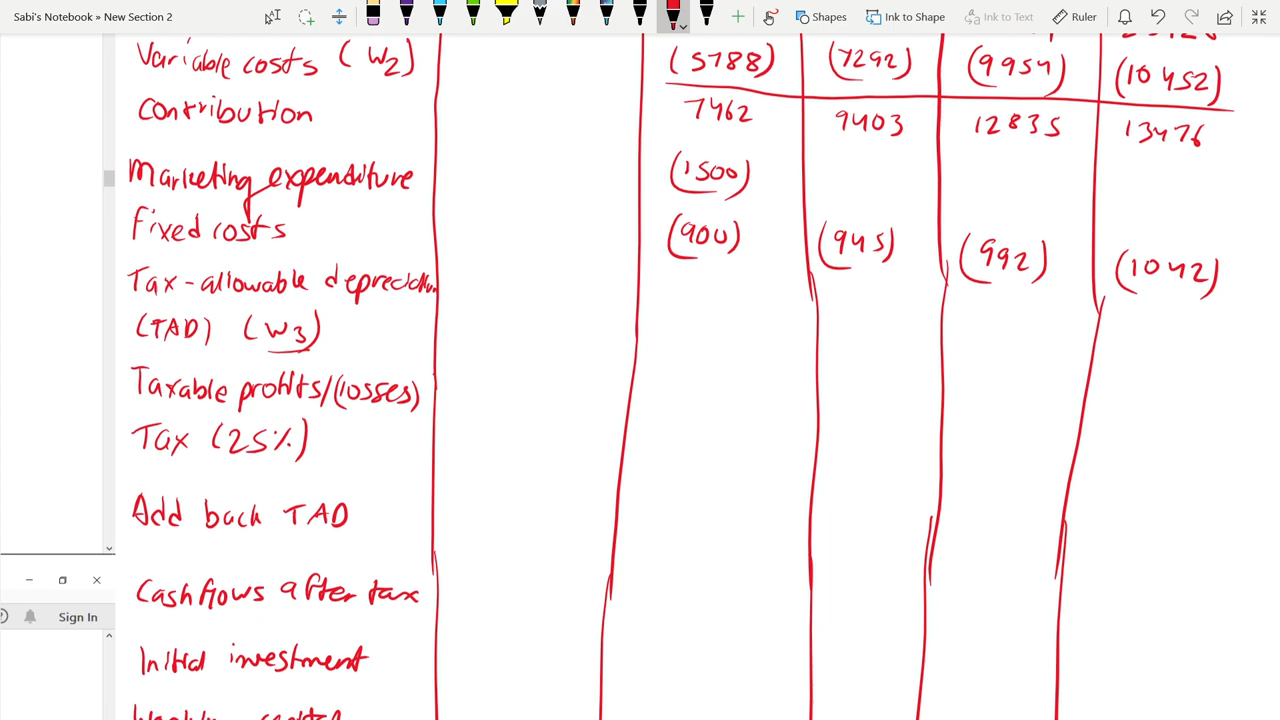 Sabi's Notebook » New Section 2
Shapes Ink to Shape Ink to Text Ruler
Variable costs (W2) (5788) (7292) (9954) (10452)
Contribution 7462 9403 12835 13476
Marketing expenditure (1500)
Fixed costs (900) (945) (992) (1042)
Tax-allowable
(TAD) (W3)
Taxable profits/(losses)
Tax (25%)
Add back TAD
Cashflows after tax
Sign In
Initial investment